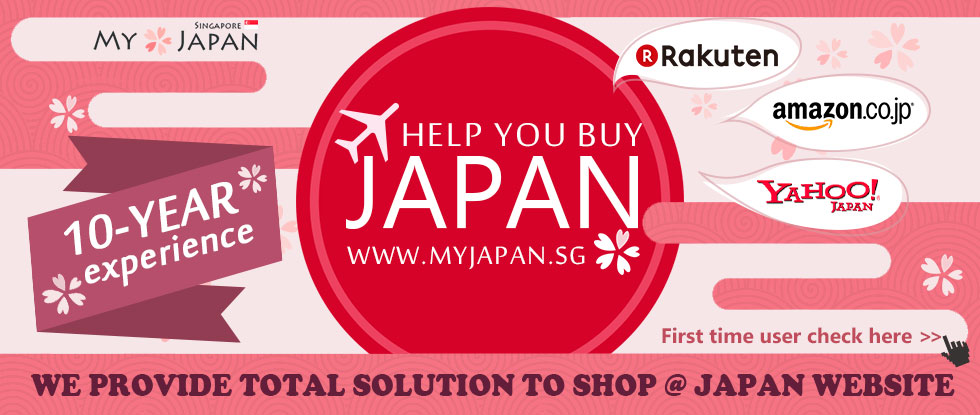 SINGAPORE
MY JAPAN
HELP YOU BUY
JAPAN
WWW.MYJAPAN.SG
Rakuten
amazon.co.jp
YAHOO!
JAPAN
10-YEAR
experience
First time user check here >>
WE PROVIDE TOTAL SOLUTION TO SHOP @ JAPAN WEBSITE